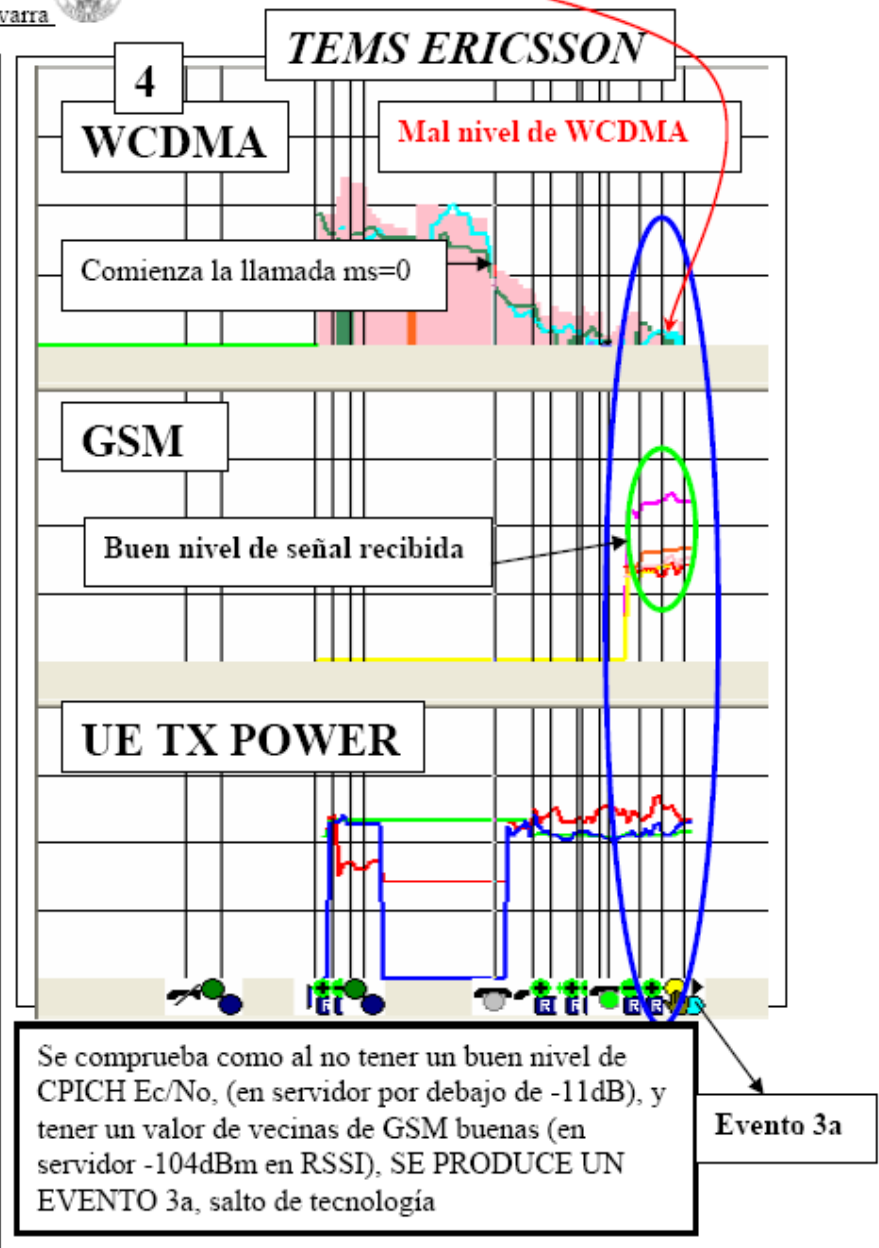 TEMS ERICSSON
4
WCDMA
Mal nivel de WCDMA
Comienza la llamada ms=0
GSM
Buen nivel de señal recibida
UE TX POWER
R
R
R
R
R
Se comprueba como al no tener un buen nivel de
CPICH Ec/No, (en servidor por debajo de -11dB), y
tener un valor de vecinas de GSM buenas (en
servidor -104dBm en RSSI), SE PRODUCE UN
EVENTO 3a, salto de tecnología
Evento 3a